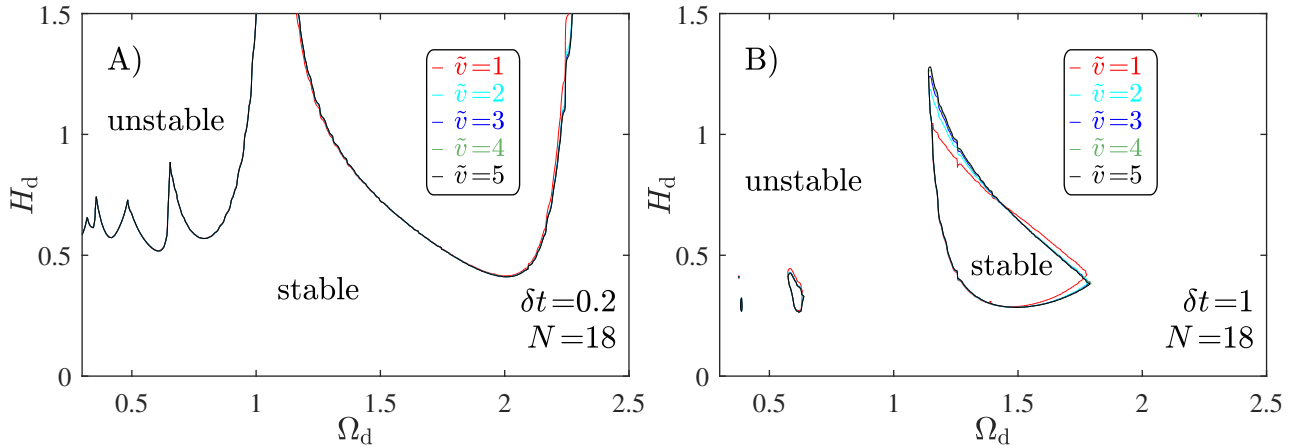 A)
unstable
stable
ṽ=1
ṽ=2
ṽ=3
ṽ=4
ṽ=5
δt=0.2
N=18
H_d
1.5
1
0.5
0
0.5
1
1.5
2
2.5
Ω_d
B)
unstable
stable
ṽ=1
ṽ=2
ṽ=3
ṽ=4
ṽ=5
δt=1
N=18
H_d
1.5
1
0.5
0
0.5
1
1.5
2
2.5
Ω_d